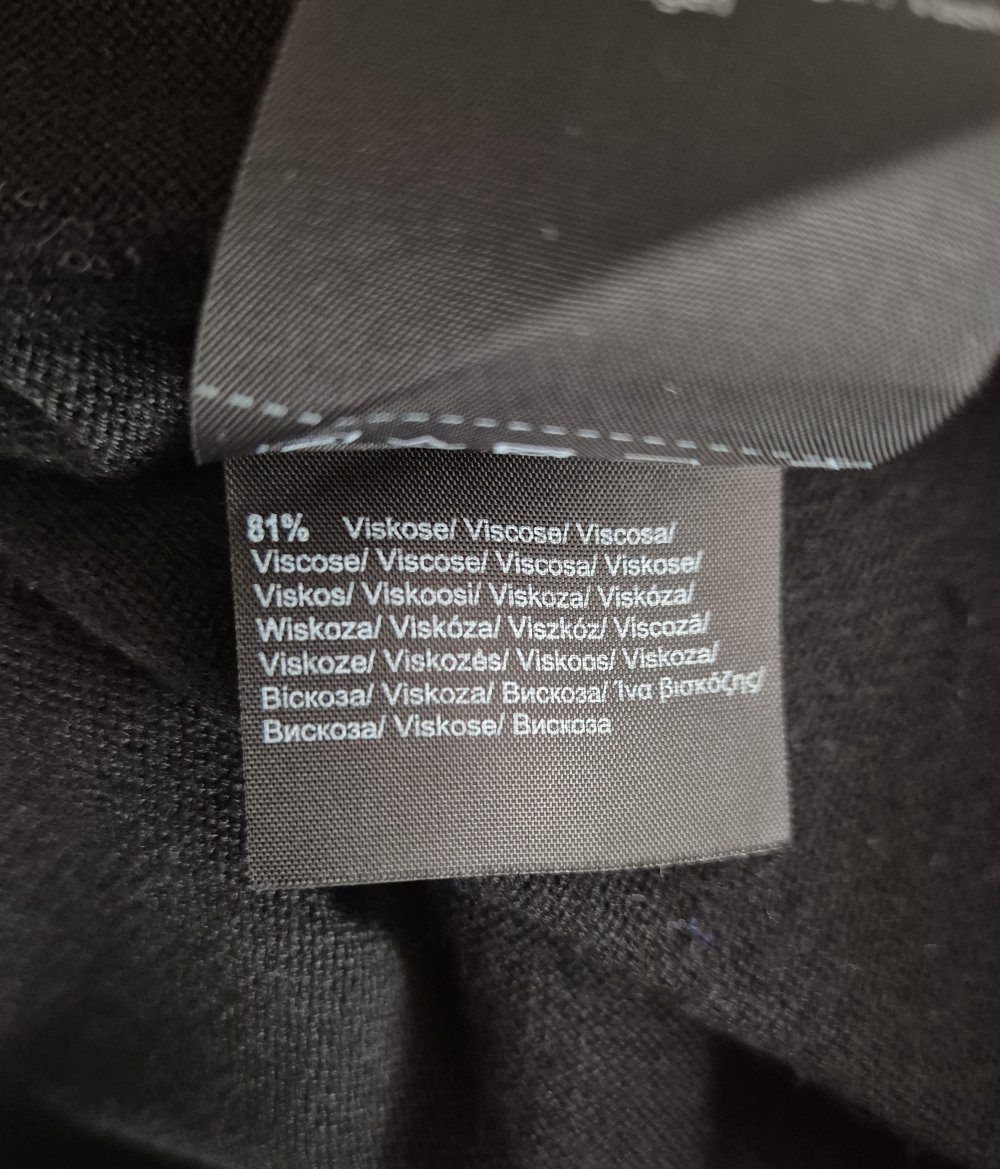 81% Viskose/ Viscose/ Viscosa/
Viscose/ Viscose/ Viscosa/ Viskose/
Viskos/ Viskoosi/ Viskoza/ Viskóza/
Wiskoza/ Viskóza/ Viszkóz/ Viscoză/
Viskoze/ Viskozės/ Viskoos/ Viskoza/
Віскоза/ Viskoza/ Вискоза/ Ίνα βισκόζης/
Вискоза/ Viskose/ Вискоза